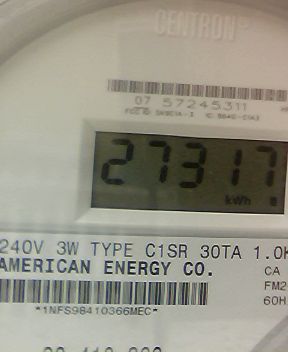 CENTRON®
07 57245311
27317
kWh
240V 3W TYPE C1SR 30TA 1.0K
AMERICAN ENERGY CO.
CA
FM2
60H
*1NFS98410366MEC*